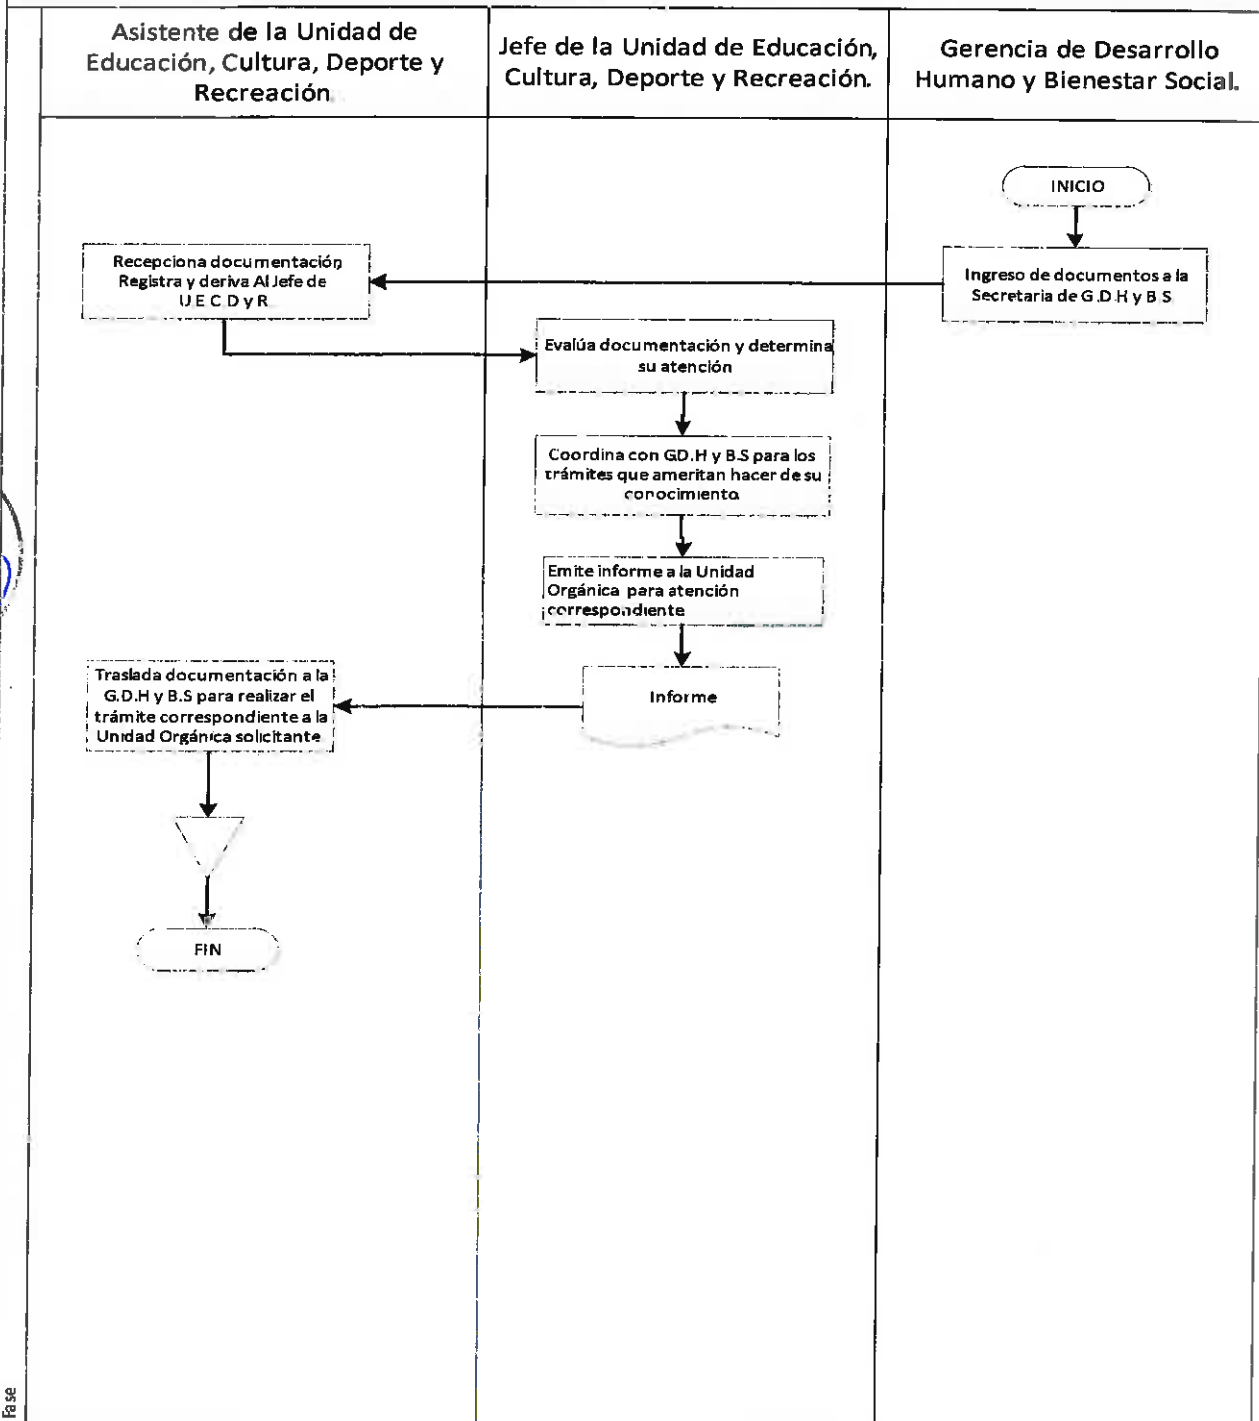 Asistente de la Unidad de
Educación, Cultura, Deporte y
Recreación.
Jefe de la Unidad de Educación,
Cultura, Deporte y Recreación.
Gerencia de Desarrollo
Humano y Bienestar Social.
INICIO
Ingreso de documentos a la
Secretaria de G.D.H y B.S
Recepciona documentación,
Registra y deriva Al Jefe de
U.E.C.D y R
Evalúa documentación y determina
su atención
Coordina con G.D.H y B.S para los
trámites que ameritan hacer de su
conocimiento.
Emite informe a la Unidad
Orgánica para atención
correspondiente
Informe
Traslada documentación a la
G.D.H y B.S para realizar el
trámite correspondiente a la
Unidad Orgánica solicitante.
FIN
Fase